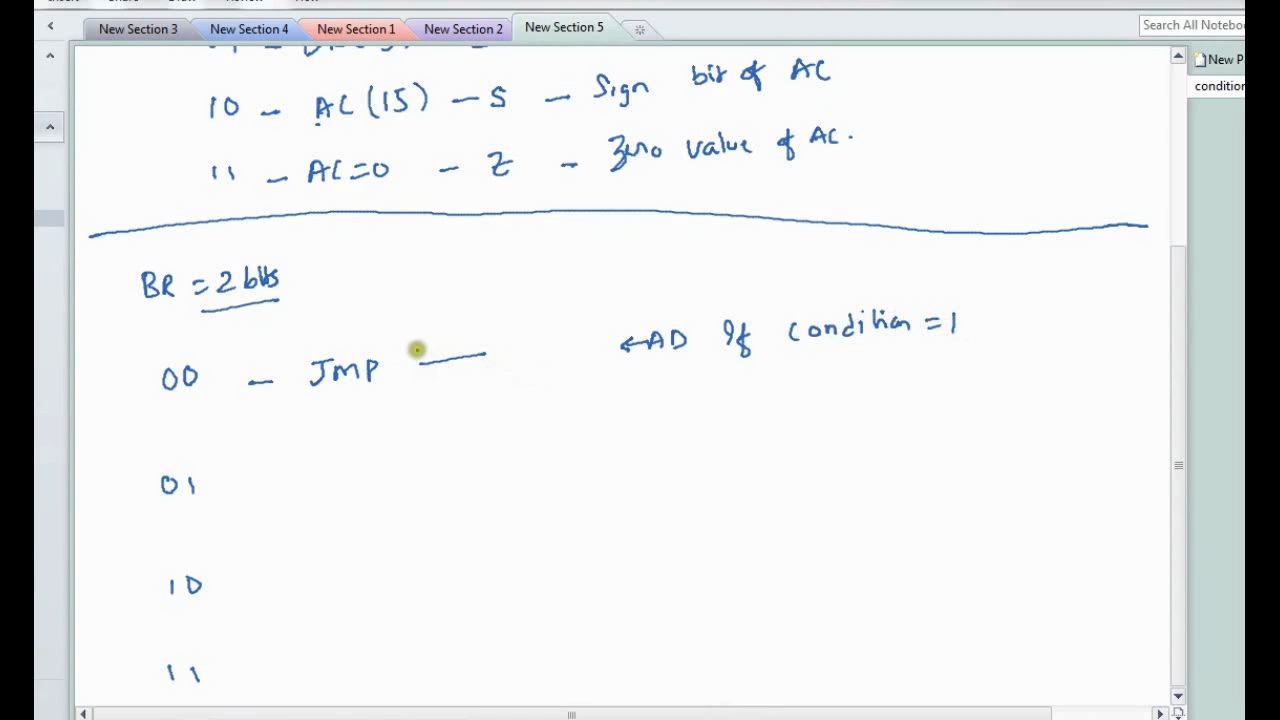 New Section 3 New Section 4 New Section 1 New Section 2 New Section 5
Search All Notebo
New P
condition
10 - AC(15) - S - Sign bit of AC
11 - AC=0 - Z - Zero value of AC.
BR = 2 bits
00 - JMP ←AD If condition = 1
01
10
11